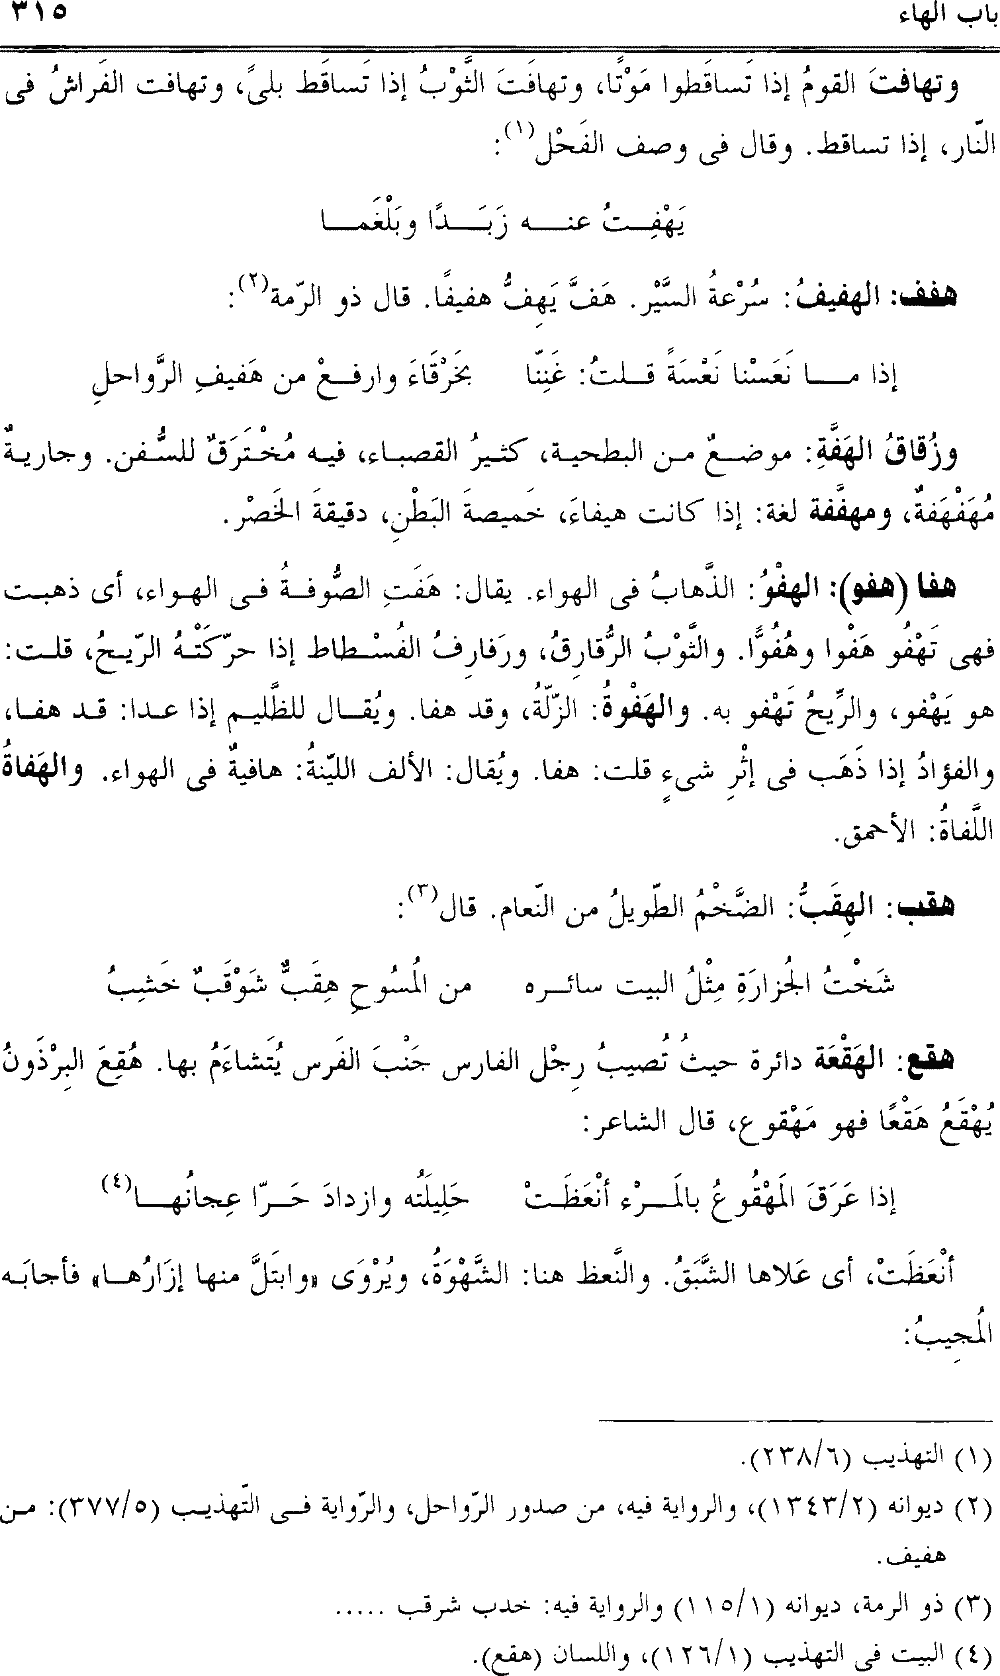 باب الهاء ٣١٥
وتهافتَ القومُ إذا تَساقَطوا مَوْتًا، وتهافَتَ الثَّوْبُ إذا تَساقَط بلىً، وتهافت الفَراشُ فى
النّار، إذا تساقط. وقال فى وصف الفَحْل(١):
يَهْفِتُ عنه زَبَدًا وبَلْغَما
هفف: الهفيفُ: سُرْعةُ السَّيْر. هَفَّ يَهِفُّ هفيفًا. قال ذو الرّمة(٢):
إذا ما نَعَسْنا نَعْسَةً قلتُ: غَنِنّا بخَرْقَاءَ وارفعْ من هَفيفِ الرَّواحلِ
وزُقاقُ الهَفَّةِ: موضعٌ من البطحية، كثيرُ القصباء، فيه مُخْتَرَقٌ للسُّفن. وجاريةٌ
مُهَفْهَفةٌ، ومهفَّفة لغة: إذا كانت هيفاءَ، خَميصةَ البَطْنِ، دقيقةَ الخَصْر.
هفا (هفو): الهفْوُ: الذَّهابُ فى الهواء. يقال: هَفَتِ الصُّوفةُ فى الهواء، أى ذهبت
فهى تَهْفُو هَفْوا وهُفُوًّا. والثَّوْبُ الرُّقارِقُ، ورَفارِفُ الفُسْطاط إذا حرّكَتْهُ الرّيحُ، قلت:
هو يَهْفو، والرِّيحُ تَهْفو به. والهَفْوةُ: الزّلّةُ، وقد هفا. ويُقال للظَّليم إذا عدا: قد هفا،
والفؤادُ إذا ذَهَب فى إثْرِ شىءٍ قلت: هفا. ويُقال: الألف الليّنةُ: هافيةٌ فى الهواء. والهَفاةُ
اللَّفاةُ: الأحمق.
هقب: الهِقَبُّ: الضَّخْمُ الطّويلُ من النّعام. قال(٣):
شَخْتُ الجُزارَةِ مِثْلُ البيت سائره من المُسُوحِ هِقَبٌّ شَوْقَبٌ خَشِبُ
هقع: الهَقْعَة دائرة حيثُ تُصيبُ رِجْل الفارس جَنْبَ الفَرس يُتَشاءَمُ بها. هُقِعَ البِرْذَونُ
يُهْقَعُ هَقْعًا فهو مَهْقوع، قال الشاعر:
إذا عَرَقَ المَهْقُوعُ بالمَرْء أنْعَظَتْ حَلِيلَتُه وازدادَ حَرّا عِجانُها(٤)
أنْعَظَتْ، أى عَلاها الشَّبَقُ. والنَّعظ هنا: الشَّهْوَةُ، ويُرْوَى «وابتَلَّ منها إزَارُها» فأجابَه
المُجِيبُ:
(١) التهذيب (٢٣٨/٦).
(٢) ديوانه (١٣٤٣/٢)، والرواية فيه، من صدور الرّواحل، والرّواية فى التّهذيب (٣٧٧/٥): من
هفيف.
(٣) ذو الرمة، ديوانه (١١٥/١) والرواية فيه: خدب شرقب .....
(٤) البيت فى التهذيب (١٢٦/١)، واللسان (هقع).